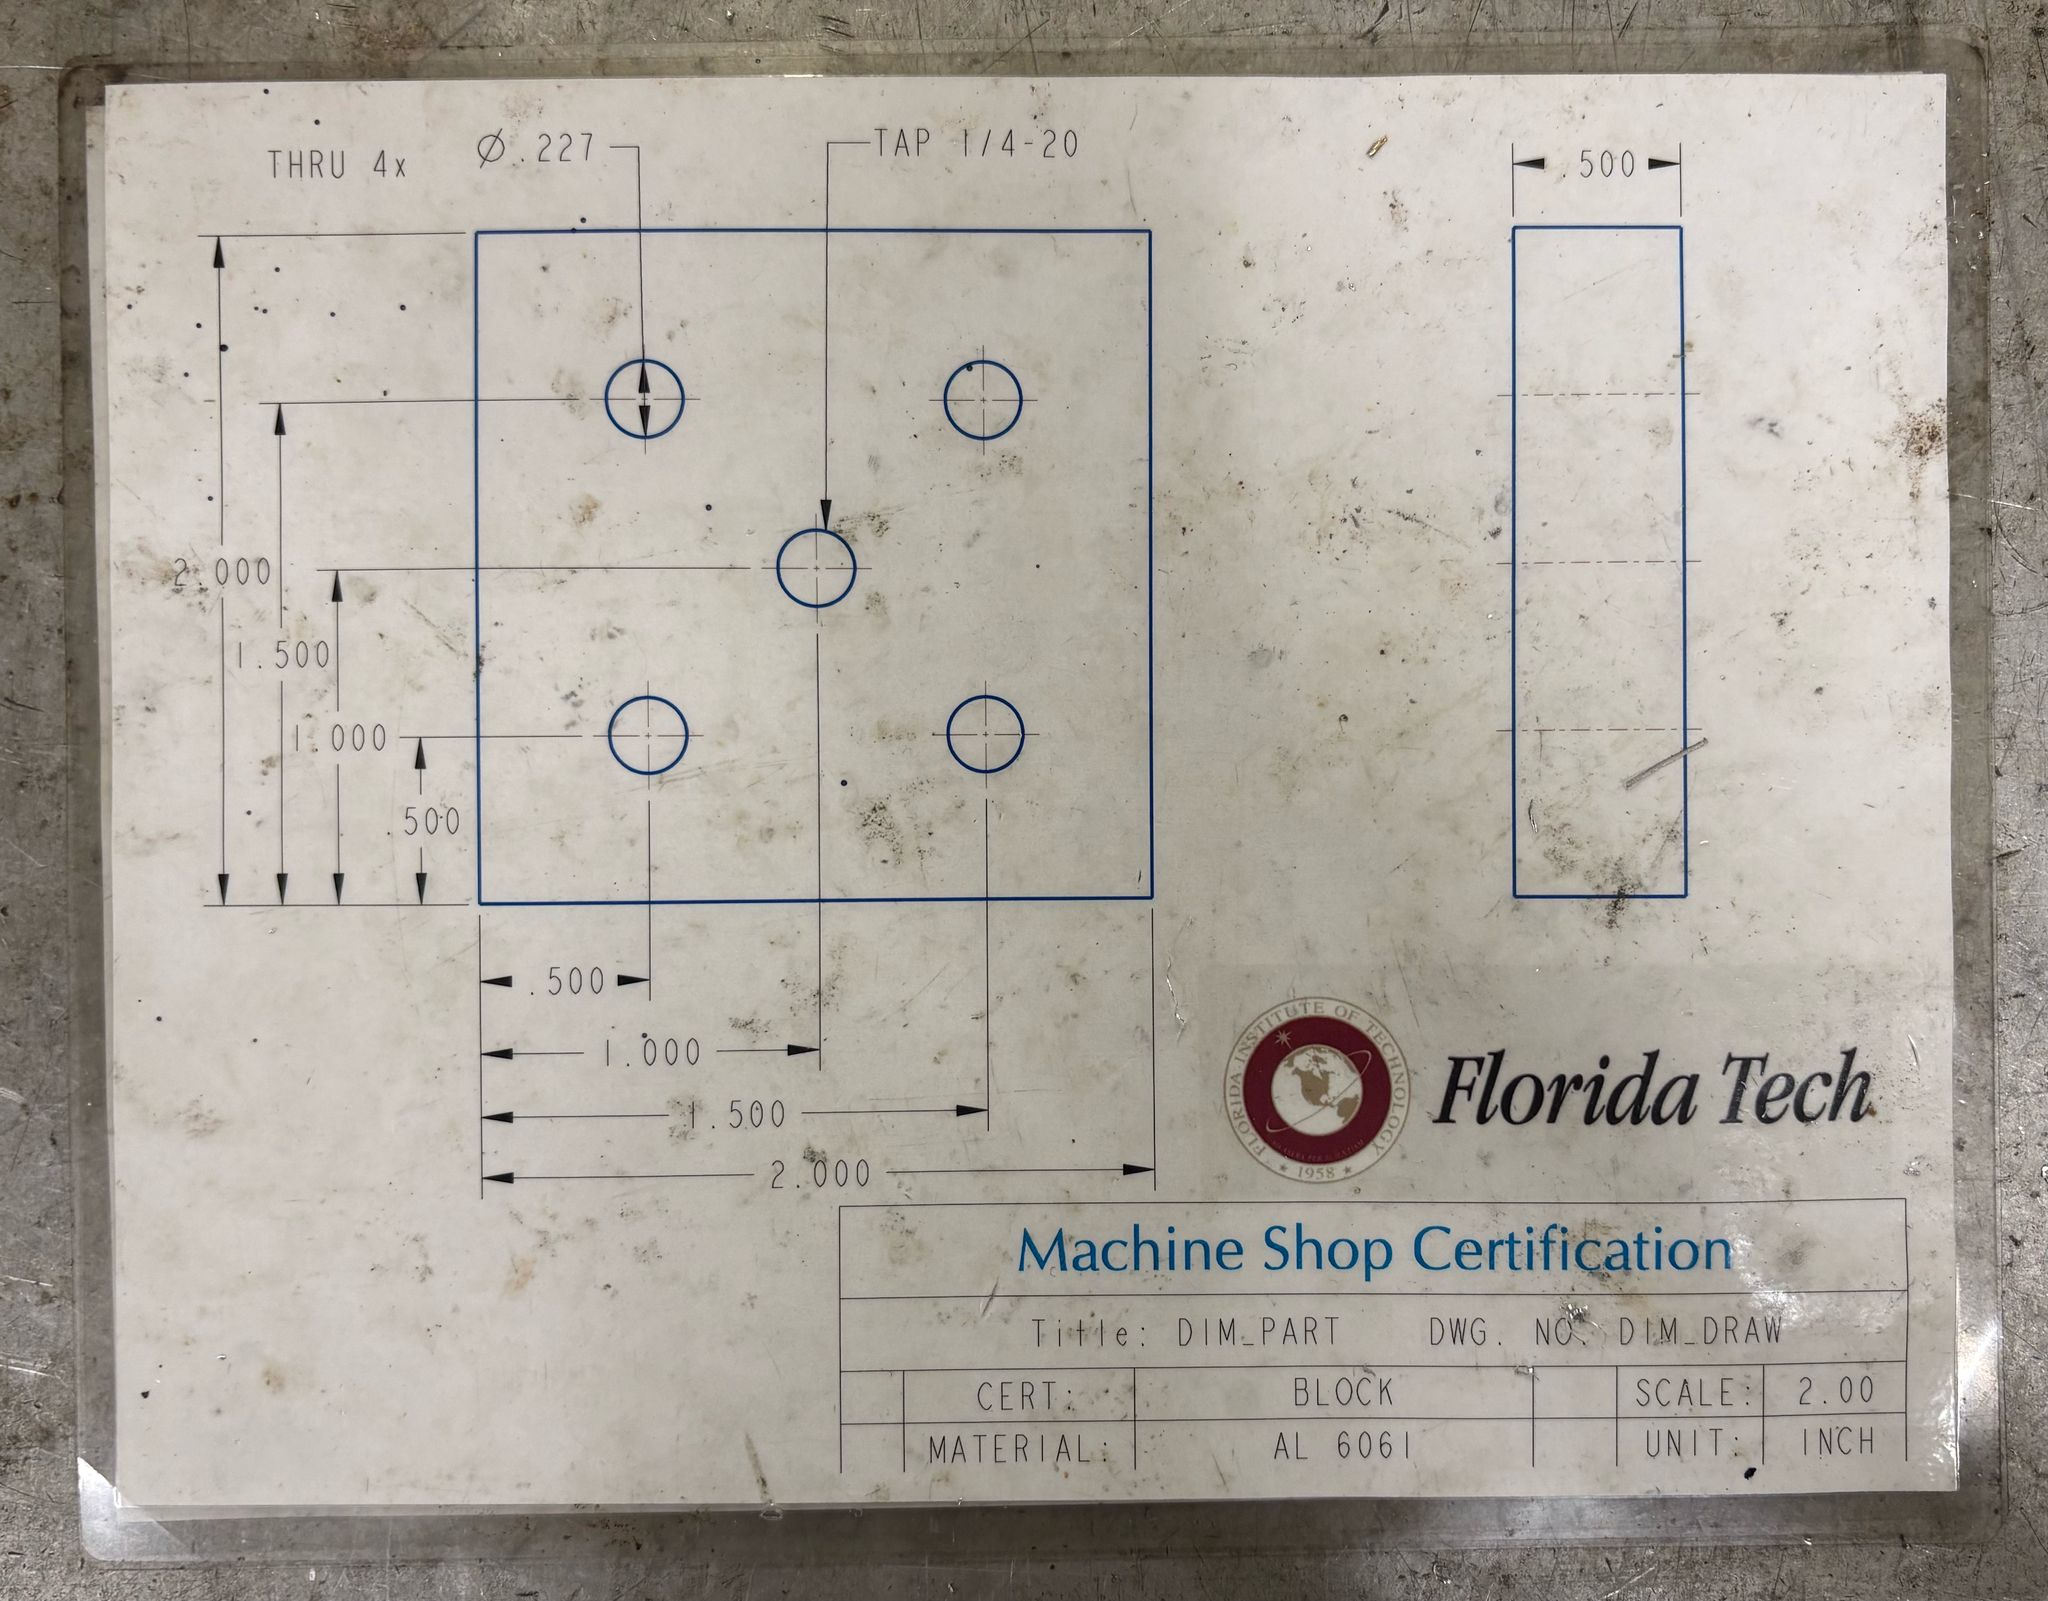 THRU 4x Ø.227 TAP 1/4-20
.500
2.000
1.500
1.000
.500
.500
1.000
1.500
2.000
FLORIDA INSTITUTE OF TECHNOLOGY
1958
Florida Tech
Machine Shop Certification
Title: DIM_PART DWG. NO. DIM_DRAW
CERT: BLOCK SCALE: 2.00
MATERIAL: AL 6061 UNIT: INCH